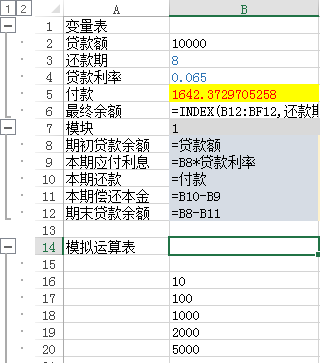 1 2
A B
1 变量表
2 贷款额 10000
3 还款期 8
4 贷款利率 0.065
5 付款 1642.3729705258
6 最终余额 =INDEX(B12:BF12,还款期
7 模块 1
8 期初贷款余额 =贷款额
9 本期应付利息 =B8*贷款利率
10 本期还款 =付款
11 本期偿还本金 =B10-B9
12 期末贷款余额 =B8-B11
13
14 模拟运算表
15
16 10
17 100
18 1000
19 2000
20 5000